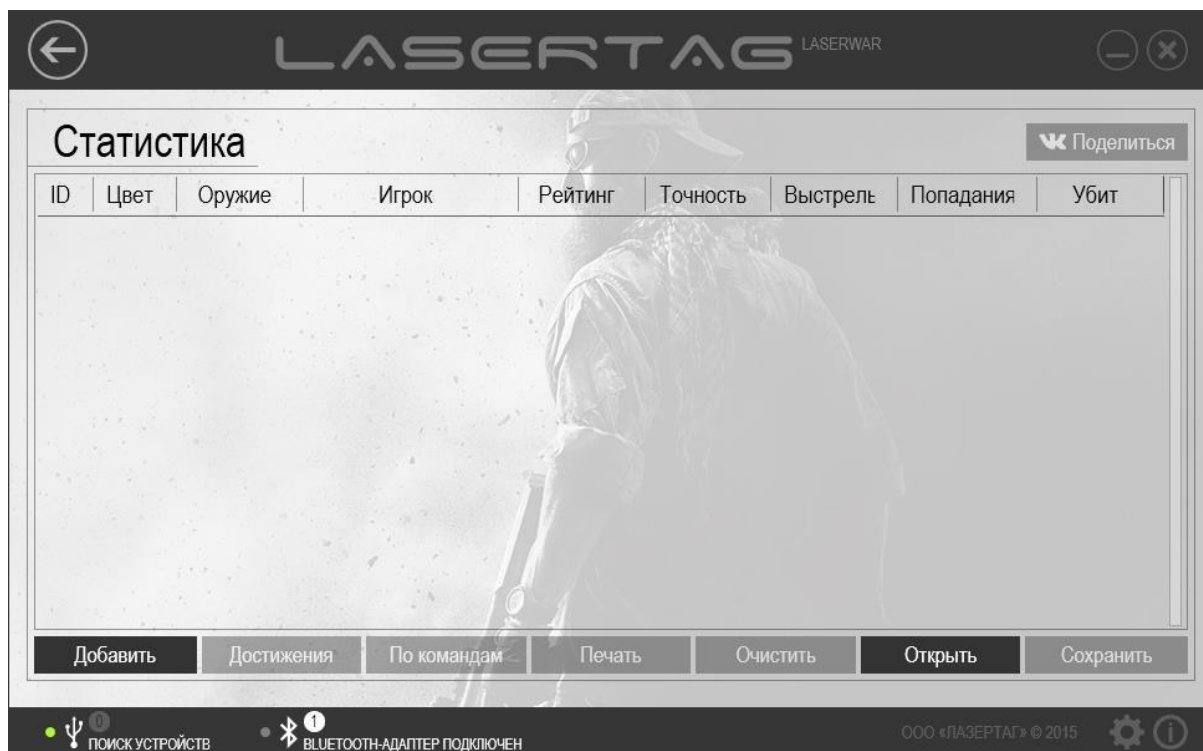 LASERTAG LASERWAR
Статистика
Поделиться
ID Цвет Оружие Игрок Рейтинг Точность Выстрель Попадания Убит
Добавить Достижения По командам Печать Очистить Открыть Сохранить
0
ПОИСК УСТРОЙСТВ
1
BLUETOOTH-АДАПТЕР ПОДКЛЮЧЕН
ООО «ЛАЗЕРТАГ» © 2015